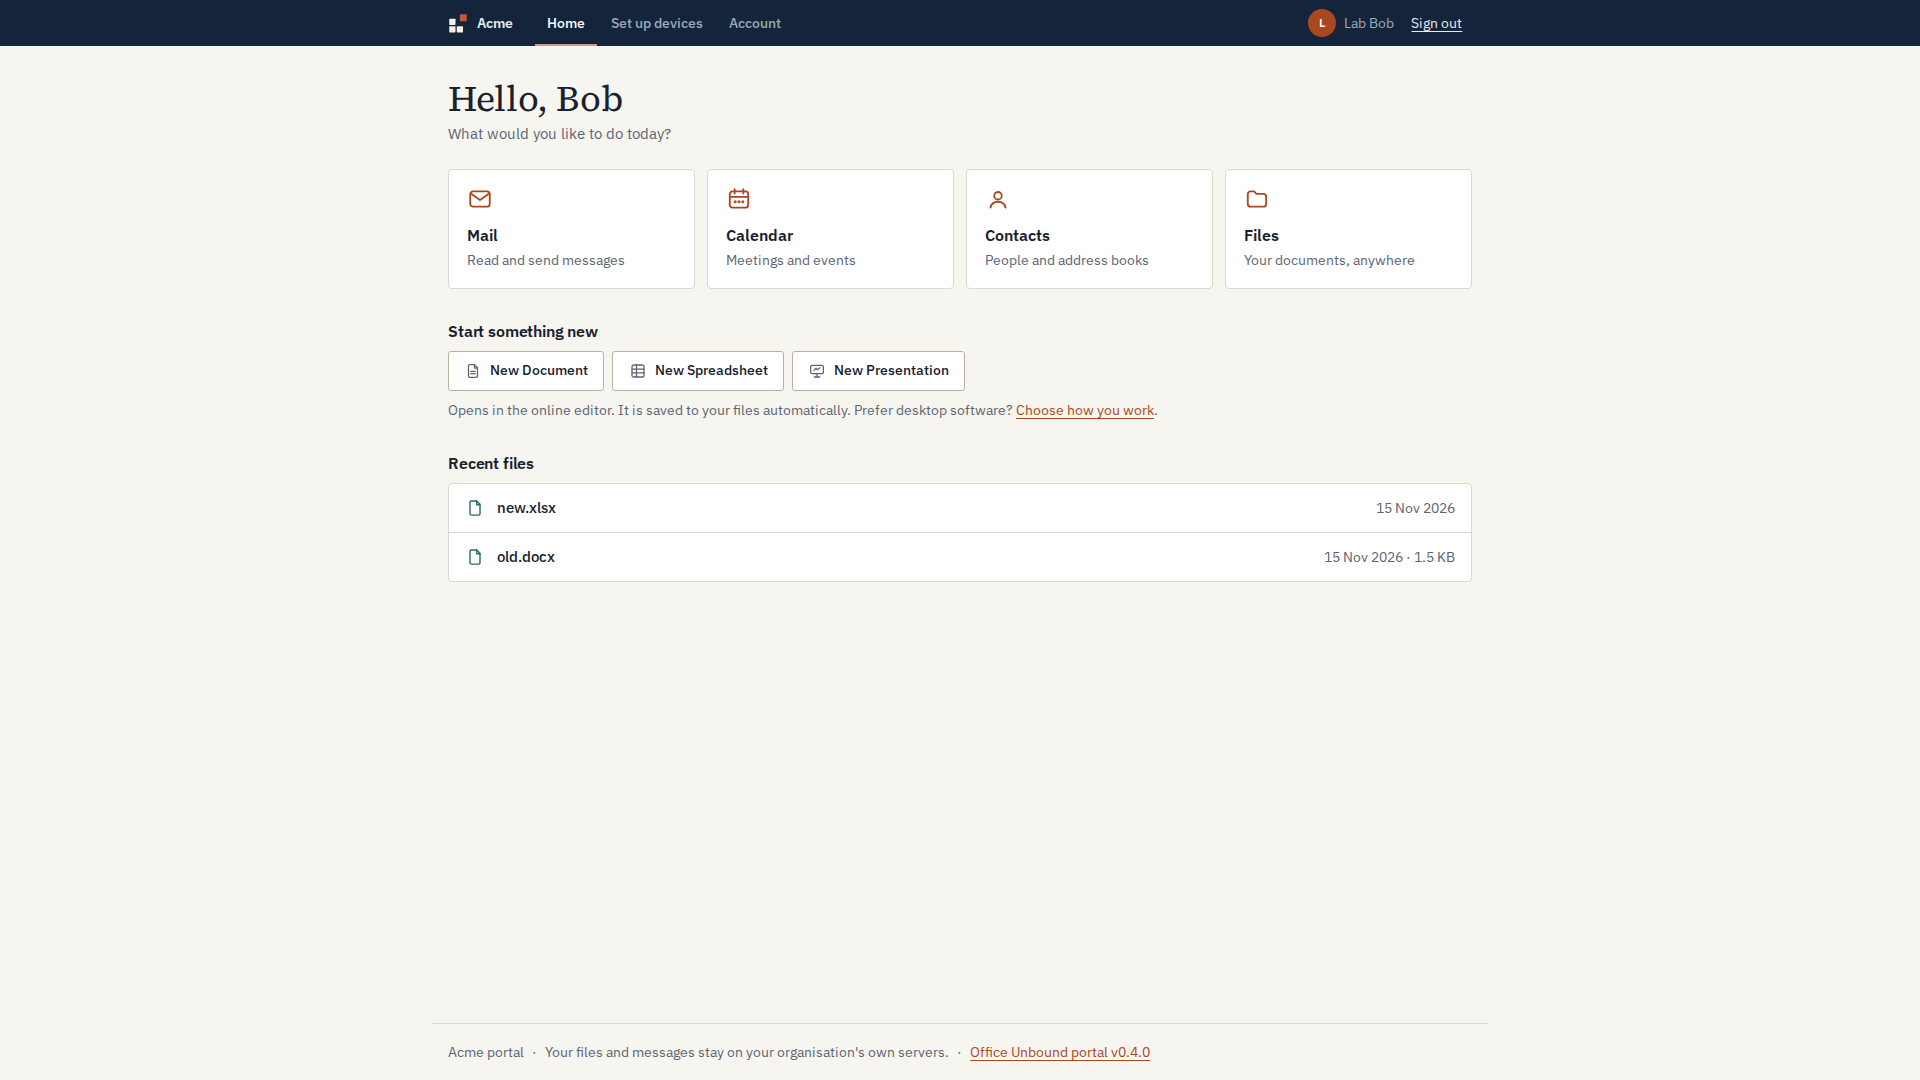 Acme Home Set up devices Account L Lab Bob Sign out
Hello, Bob
What would you like to do today?
Mail
Read and send messages
Calendar
Meetings and events
Contacts
People and address books
Files
Your documents, anywhere
Start something new
New Document New Spreadsheet New Presentation
Opens in the online editor. It is saved to your files automatically. Prefer desktop software? Choose how you work.
Recent files
new.xlsx 15 Nov 2026
old.docx 15 Nov 2026 · 1.5 KB
Acme portal · Your files and messages stay on your organisation's own servers. · Office Unbound portal v0.4.0